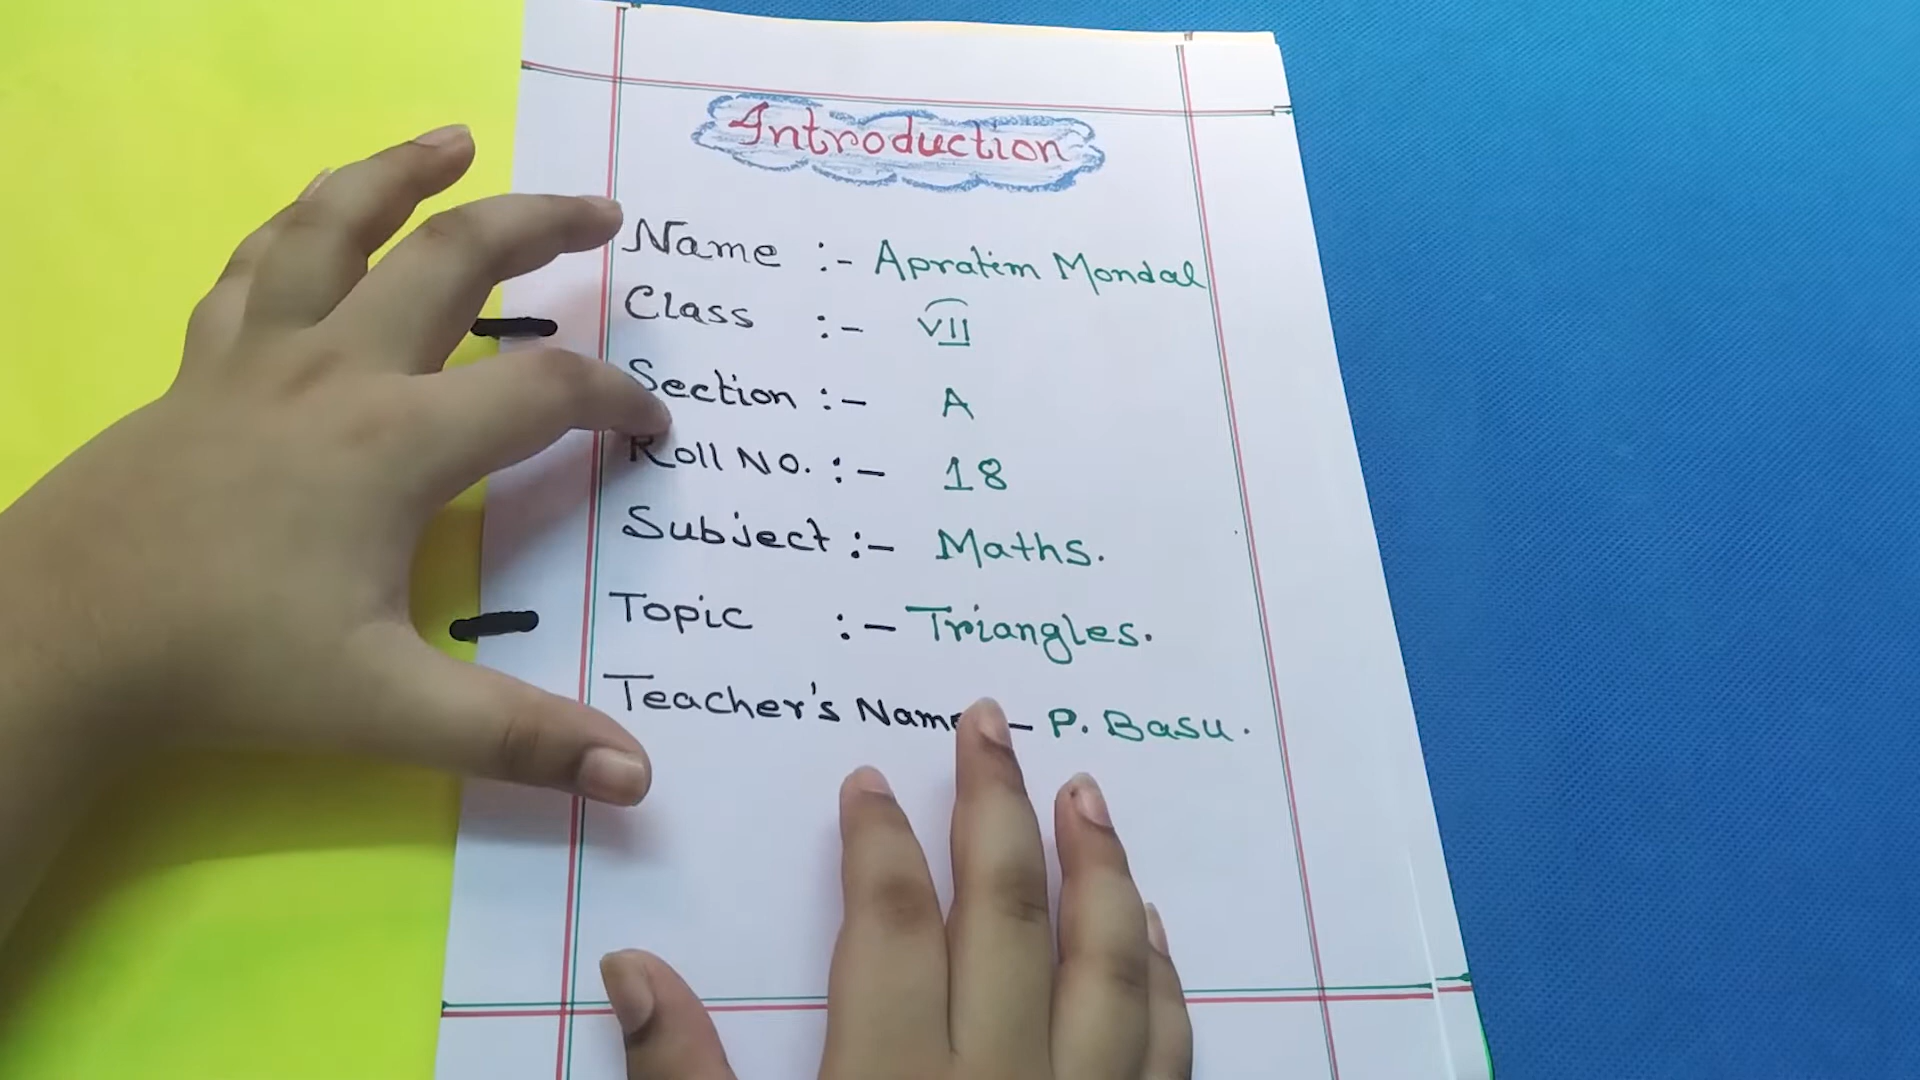 Introduction
Name :- Apratim Mondal
Class :- VII
Section :- A
Roll No. :- 18
Subject :- Maths.
Topic :- Triangles.
Teacher's Name - P. Basu.